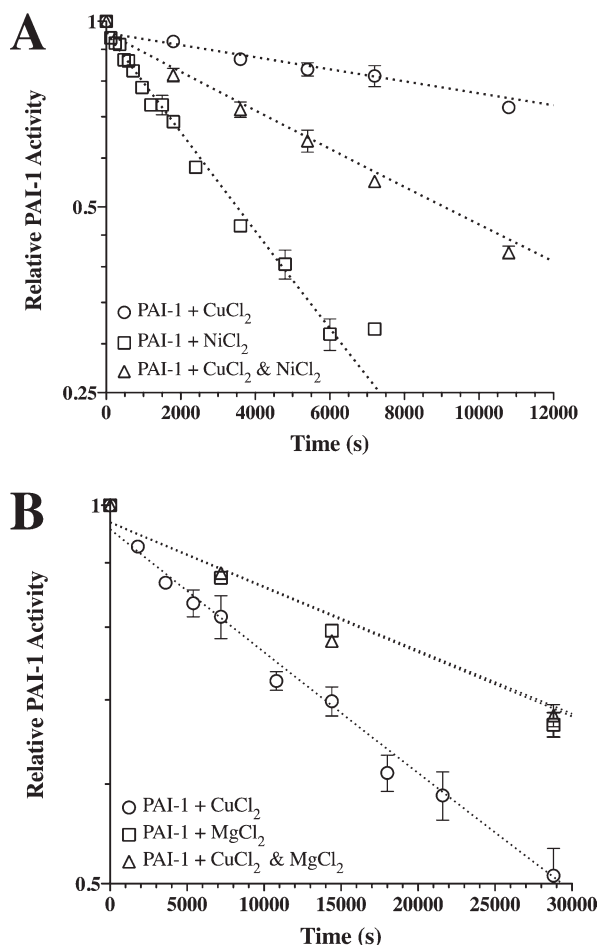 A
1
0.5
0.25
Relative PAI-1 Activity
PAI-1 + CuCl₂
PAI-1 + NiCl₂
PAI-1 + CuCl₂ & NiCl₂
0 2000 4000 6000 8000 10000 12000
Time (s)
B
1
0.5
Relative PAI-1 Activity
PAI-1 + CuCl₂
PAI-1 + MgCl₂
PAI-1 + CuCl₂ & MgCl₂
0 5000 10000 15000 20000 25000 30000
Time (s)